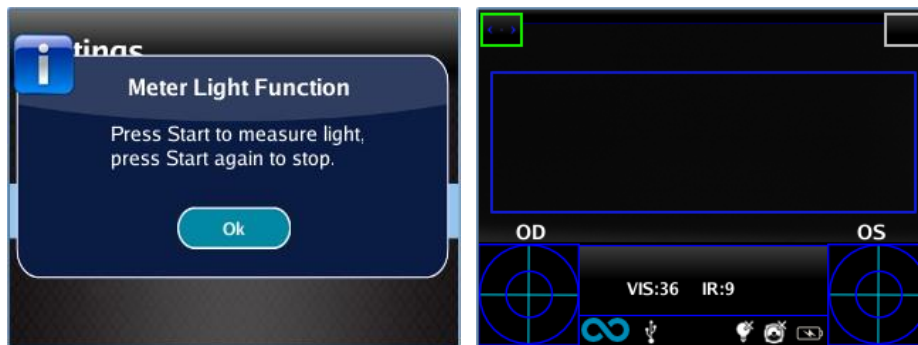 tings
Meter Light Function
Press Start to measure light,
press Start again to stop.
Ok
OD
OS
VIS:36 IR:9